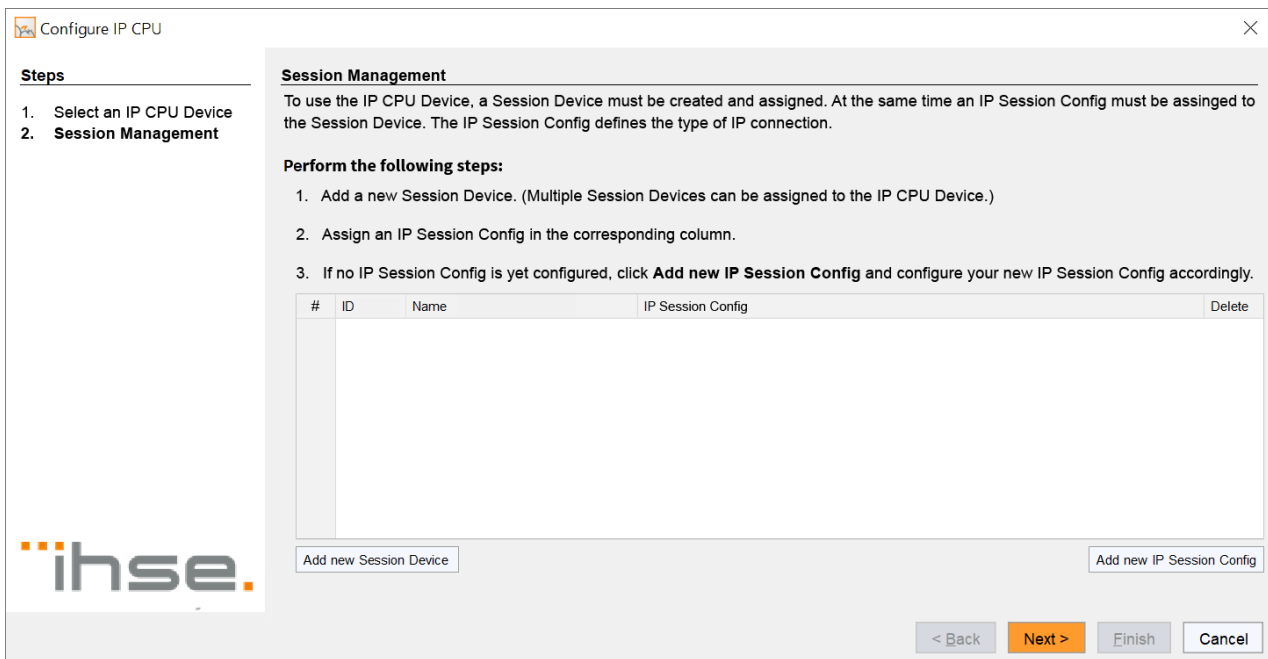 Configure IP CPU
Steps
1. Select an IP CPU Device
2. Session Management
Session Management
To use the IP CPU Device, a Session Device must be created and assigned. At the same time an IP Session Config must be assinged to
the Session Device. The IP Session Config defines the type of IP connection.
Perform the following steps:
1. Add a new Session Device. (Multiple Session Devices can be assigned to the IP CPU Device.)
2. Assign an IP Session Config in the corresponding column.
3. If no IP Session Config is yet configured, click Add new IP Session Config and configure your new IP Session Config accordingly.
# ID Name IP Session Config Delete
Add new Session Device Add new IP Session Config
ihse.
< Back Next > Finish Cancel